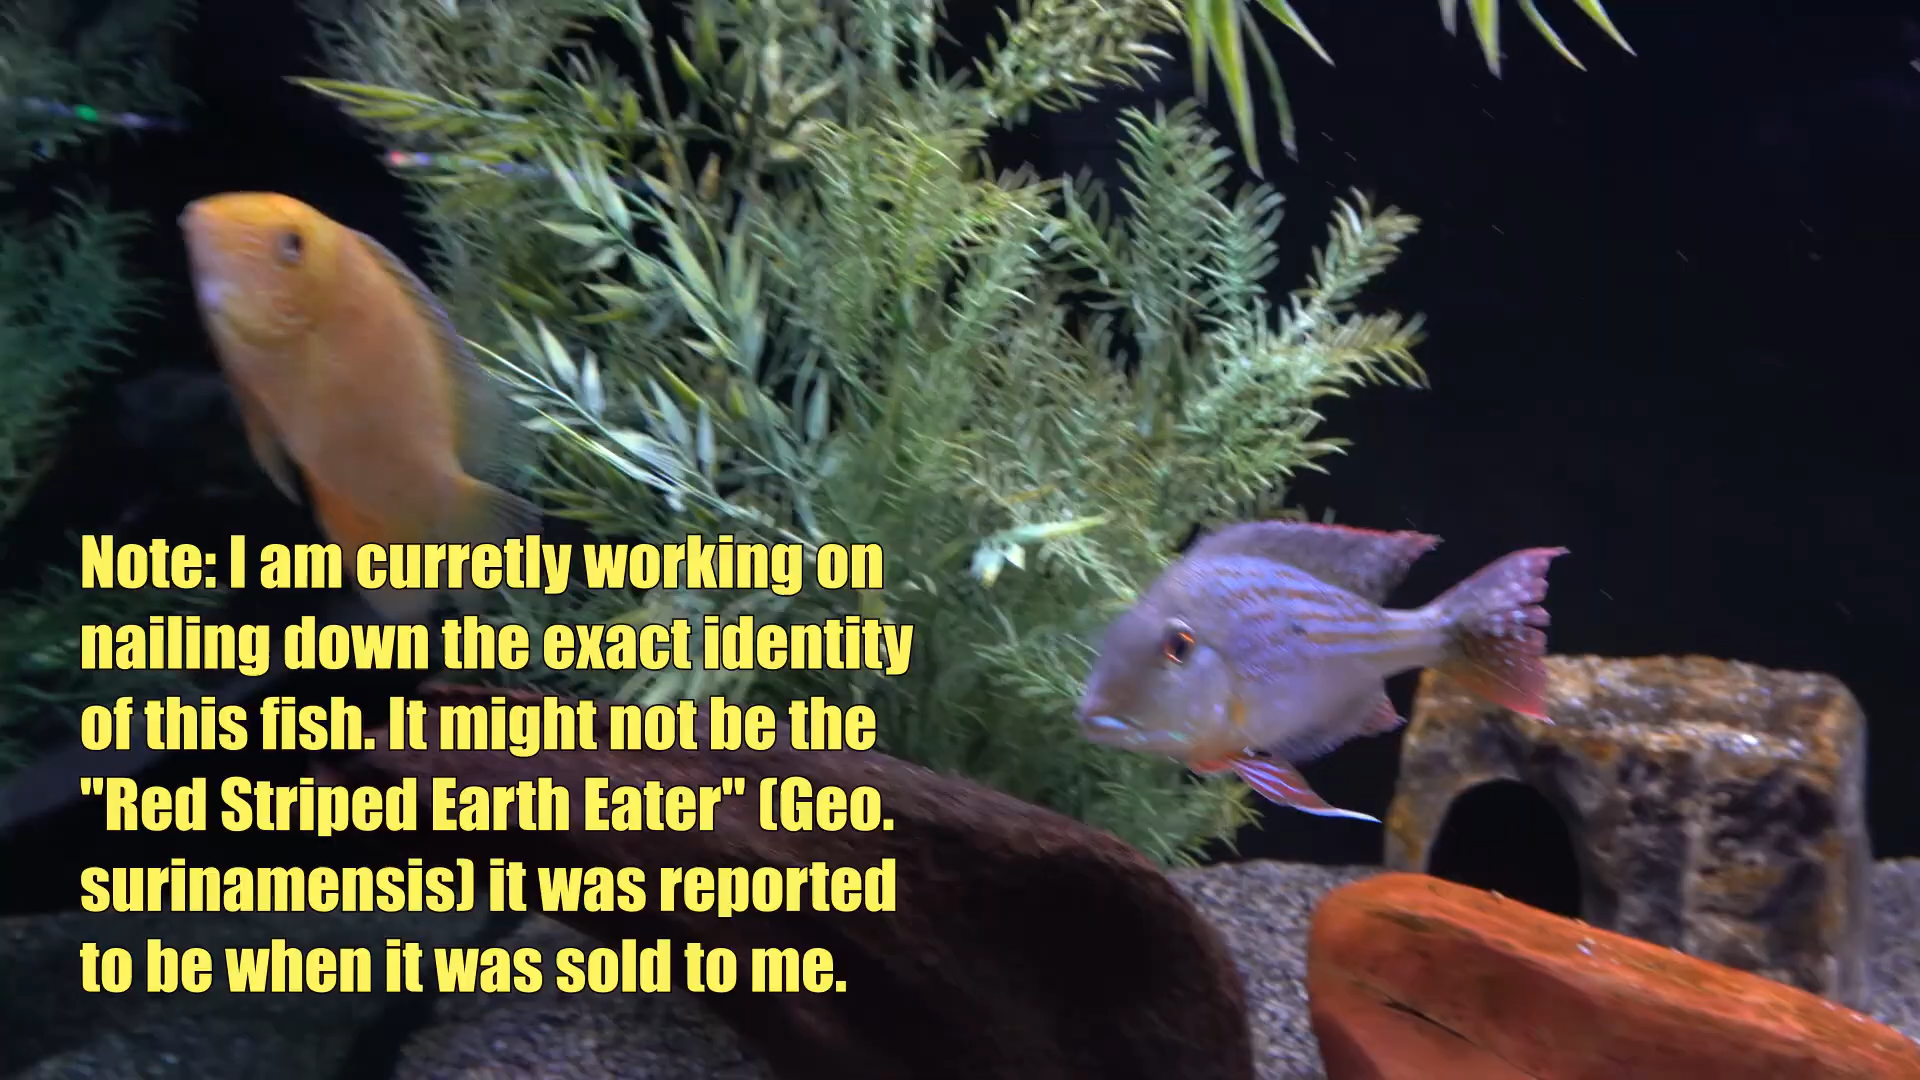 Note: I am curretly working on
nailing down the exact identity
of this fish. It might not be the
"Red Striped Earth Eater" (Geo.
surinamensis) it was reported
to be when it was sold to me.